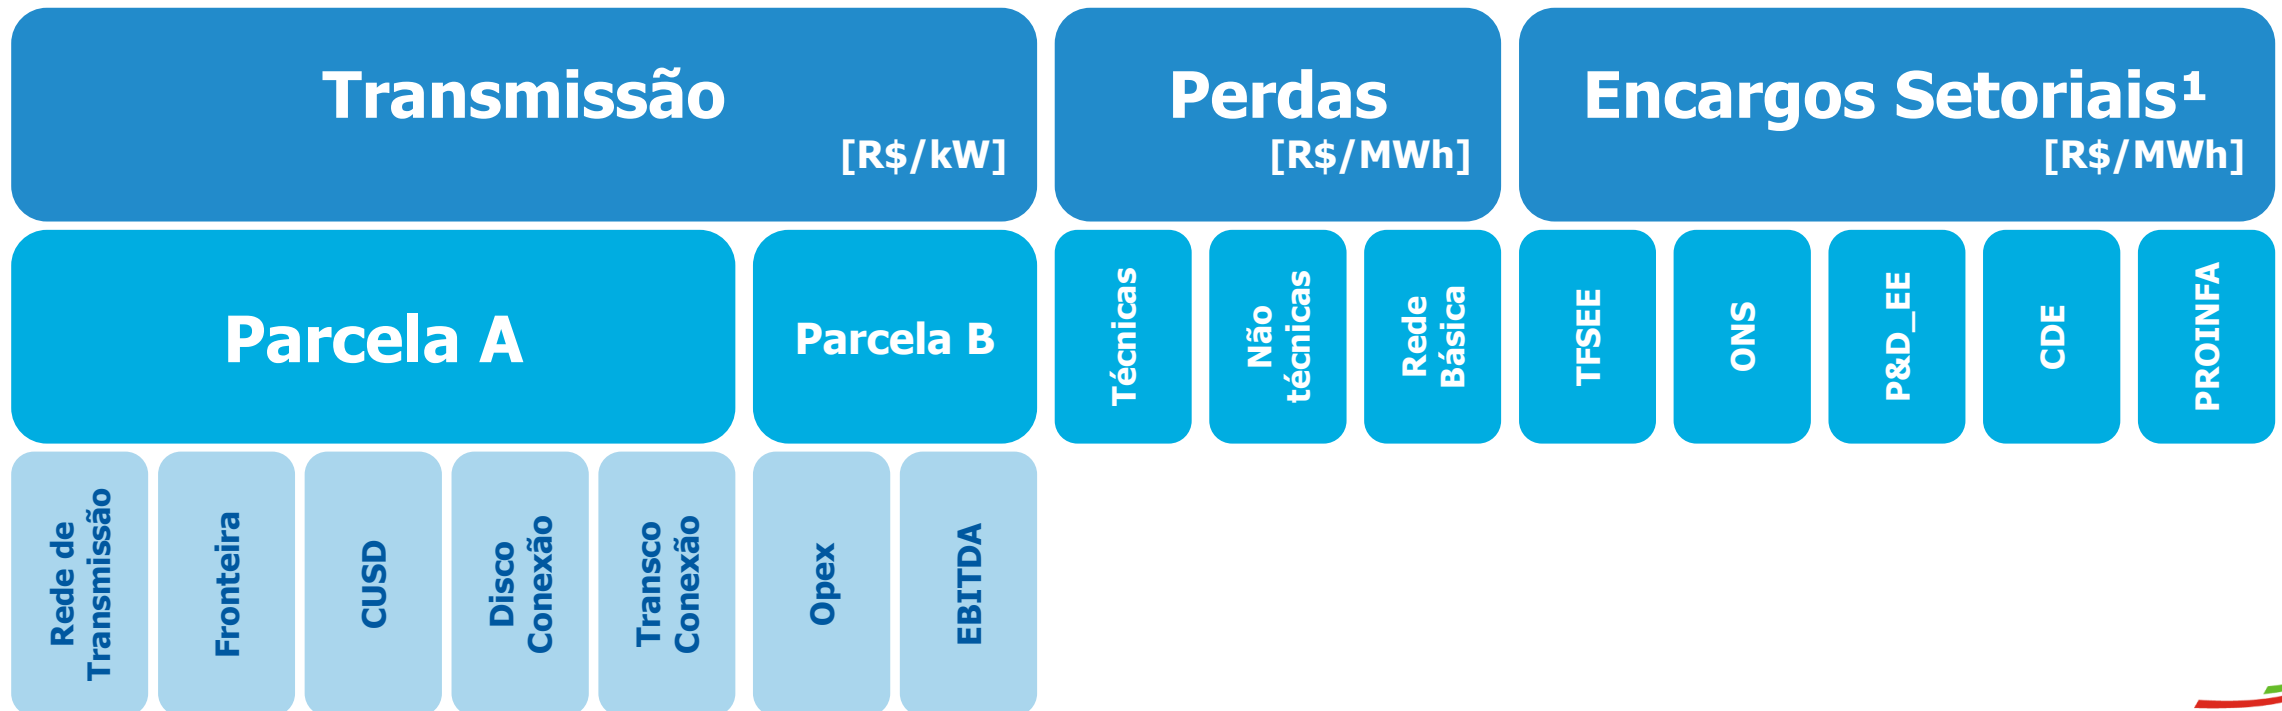 Transmissão
[R$/kW]
Perdas
[R$/MWh]
Encargos Setoriais¹
[R$/MWh]
Parcela A
Parcela B
Técnicas
Não
técnicas
Rede
Básica
TFSEE
ONS
P&D_EE
CDE
PROINFA
Rede de
Transmissão
Fronteira
CUSD
Disco
Conexão
Transco
Conexão
Opex
EBITDA